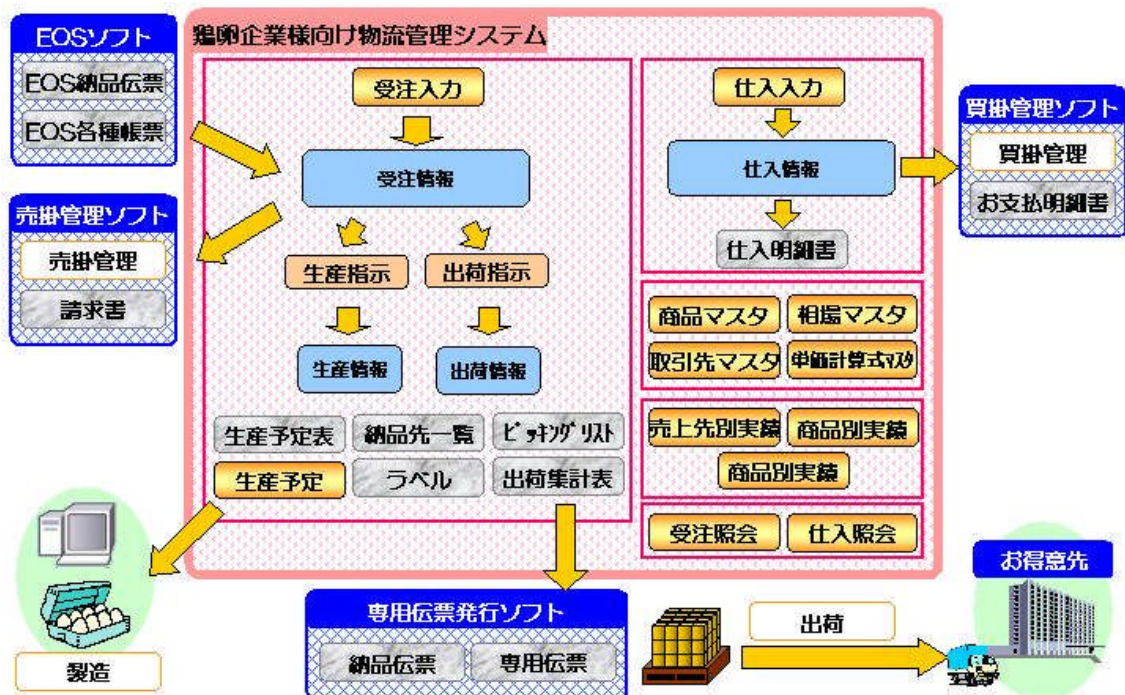 EOSソフト
EOS納品伝票
EOS各種帳票
売掛管理ソフト
売掛管理
請求書
鶏卵企業様向け物流管理システム
受注入力
受注情報
生産指示
出荷指示
生産情報
出荷情報
生産予定表
納品先一覧
ピッキングリスト
生産予定
ラベル
出荷集計表
仕入入力
仕入情報
仕入明細書
商品マスタ
相場マスタ
取引先マスタ
単価計算式マスタ
売上先別実績
商品別実績
商品別実績
受注照会
仕入照会
買掛管理ソフト
買掛管理
お支払明細書
製造
専用伝票発行ソフト
納品伝票
専用伝票
出荷
お得意先